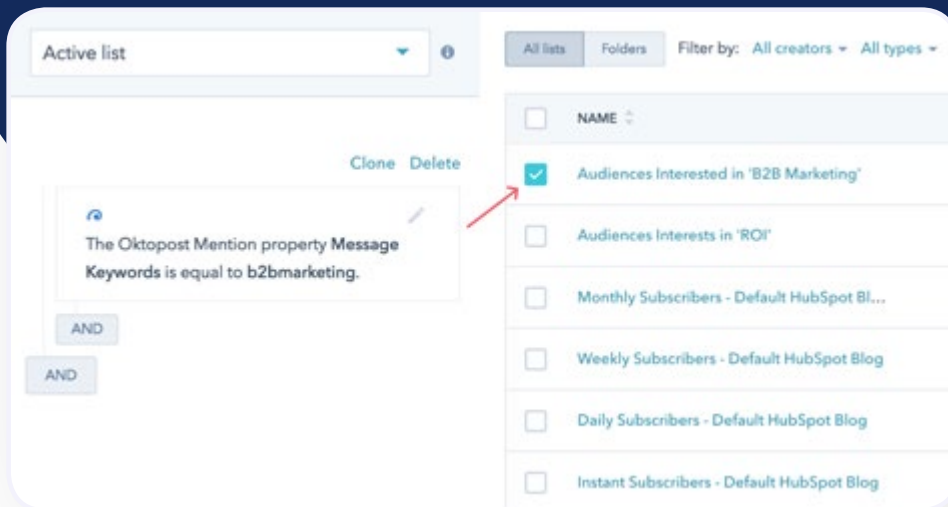 Active list
Clone Delete
The Oktopost Mention property Message
Keywords is equal to b2bmarketing.
AND
AND
All lists Folders Filter by: All creators All types
NAME
Audiences Interested in 'B2B Marketing'
Audiences Interests in 'ROI'
Monthly Subscribers - Default HubSpot Bl...
Weekly Subscribers - Default HubSpot Blog
Daily Subscribers - Default HubSpot Blog
Instant Subscribers - Default HubSpot Blog